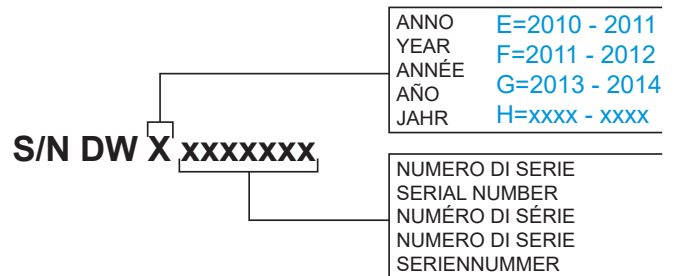 ANNO
YEAR
ANNÉE
AÑO
JAHR
E=2010 - 2011
F=2011 - 2012
G=2013 - 2014
H=xxxx - xxxx
S/N DW X xxxxxxx
NUMERO DI SERIE
SERIAL NUMBER
NUMÉRO DI SÉRIE
NUMERO DI SERIE
SERIENNUMMER